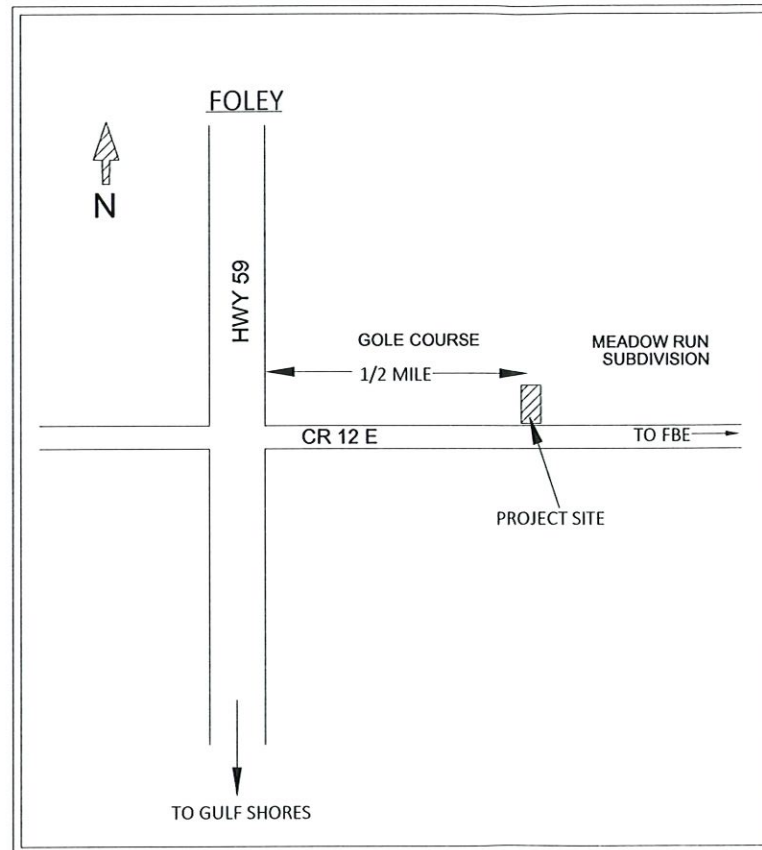 FOLEY
N
HWY 59
GOLE COURSE
MEADOW RUN
SUBDIVISION
1/2 MILE
CR 12 E
TO FBE
PROJECT SITE
TO GULF SHORES